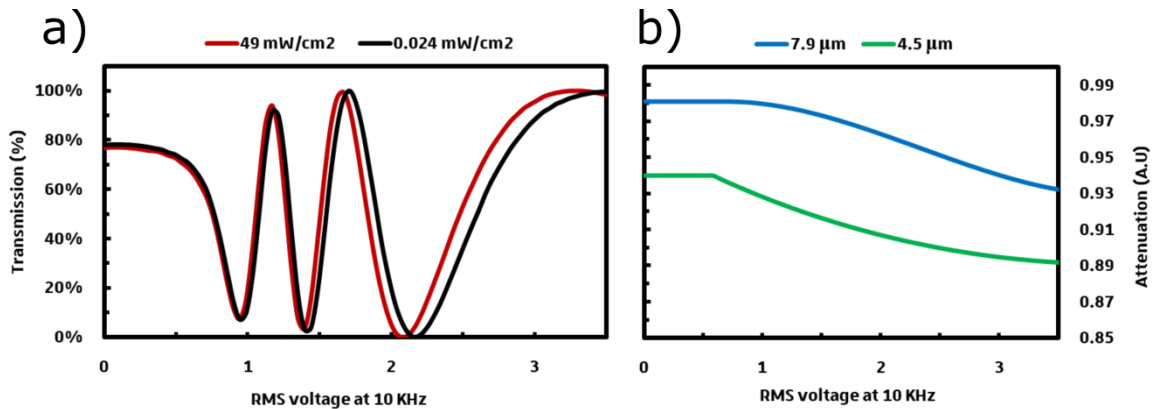 a)
49 mW/cm2 0.024 mW/cm2
Transmission (%)
100%
80%
60%
40%
20%
0%
1 2 3
RMS voltage at 10 KHz
b)
7.9 µm 4.5 µm
0.99
0.97
0.95
0.93
0.91
0.89
0.87
0.85
Attenuation (A.U)
0 1 2 3
RMS voltage at 10 KHz